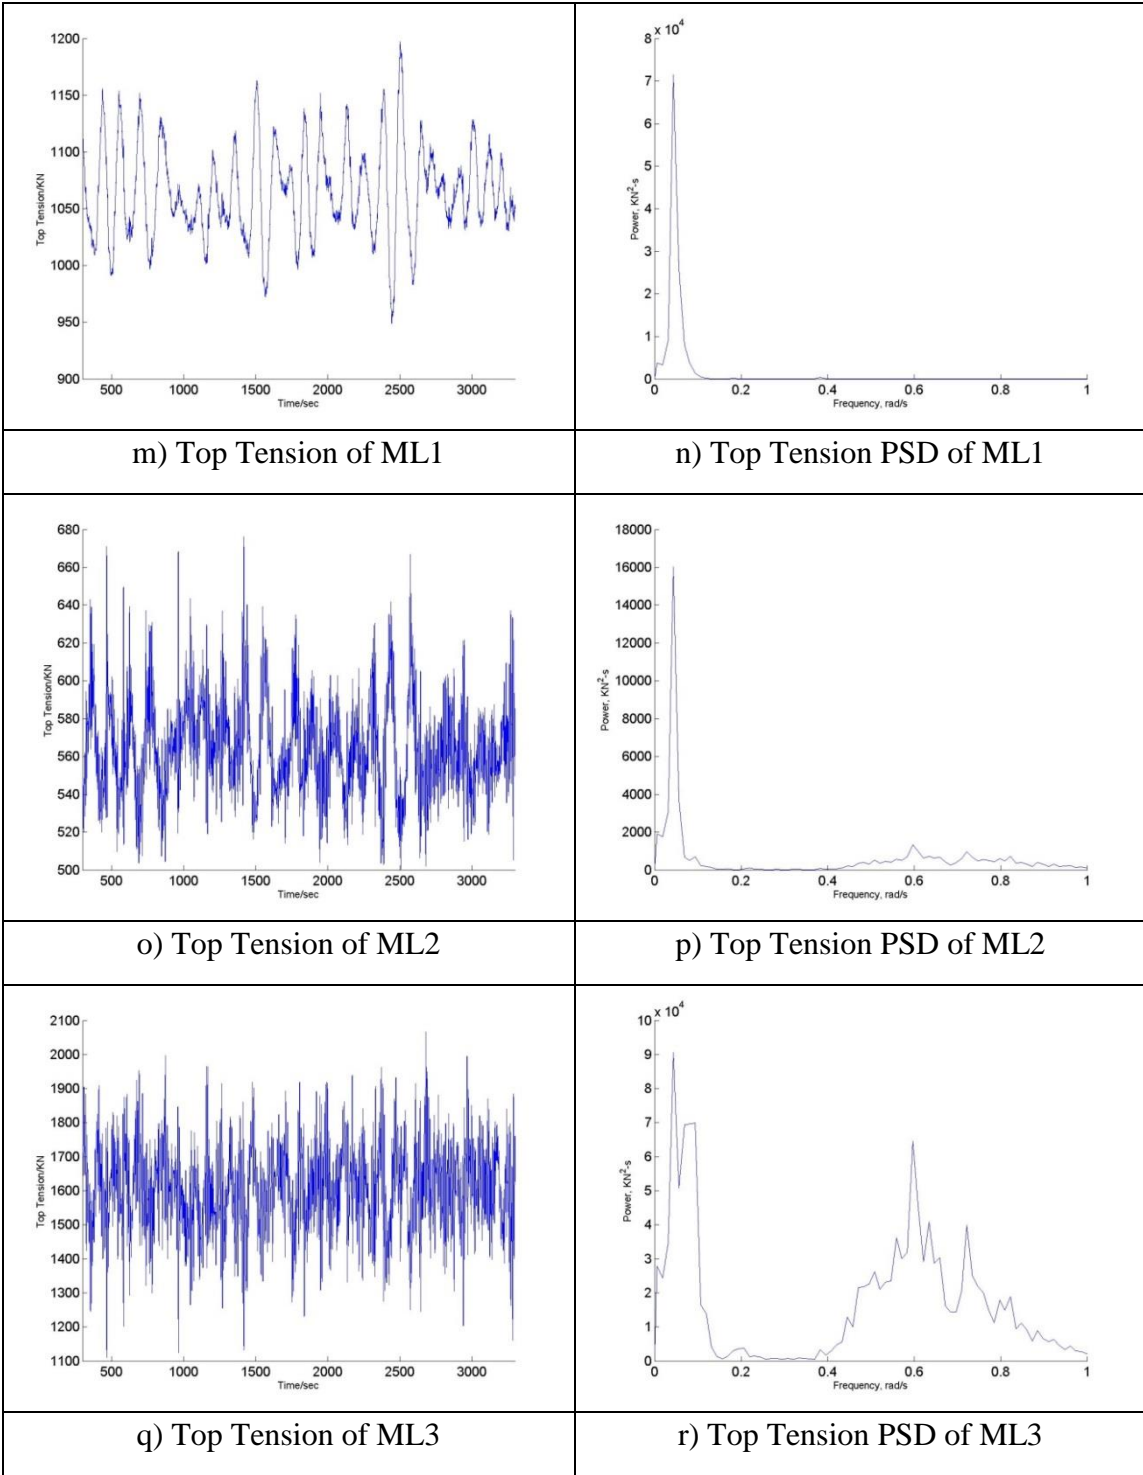 1200
1150
1100
1050
1000
950
900
Top Tension/KN
500 1000 1500 2000 2500 3000
Time/sec
x 10^4
8
7
6
5
4
3
2
1
0
Power, KN^2-s
0 0.2 0.4 0.6 0.8 1
Frequency, rad/s
m) Top Tension of ML1
n) Top Tension PSD of ML1
680
660
640
620
600
580
560
540
520
500
Top Tension/KN
500 1000 1500 2000 2500 3000
Time/sec
18000
16000
14000
12000
10000
8000
6000
4000
2000
0
Power, KN^2-s
0 0.2 0.4 0.6 0.8 1
Frequency, rad/s
o) Top Tension of ML2
p) Top Tension PSD of ML2
2100
2000
1900
1800
1700
1600
1500
1400
1300
1200
1100
Top Tension/KN
500 1000 1500 2000 2500 3000
Time/sec
x 10^4
10
9
8
7
6
5
4
3
2
1
0
Power, KN^2-s
0 0.2 0.4 0.6 0.8 1
Frequency, rad/s
q) Top Tension of ML3
r) Top Tension PSD of ML3